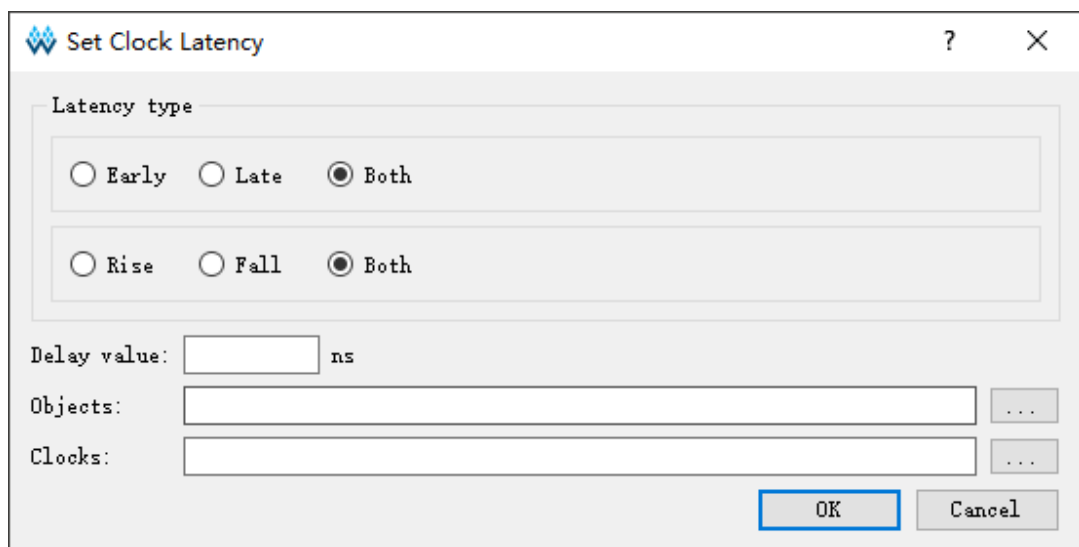 Set Clock Latency ?
Latency type
Early Late Both
Rise Fall Both
Delay value: ns
Objects: ...
Clocks: ...
OK Cancel